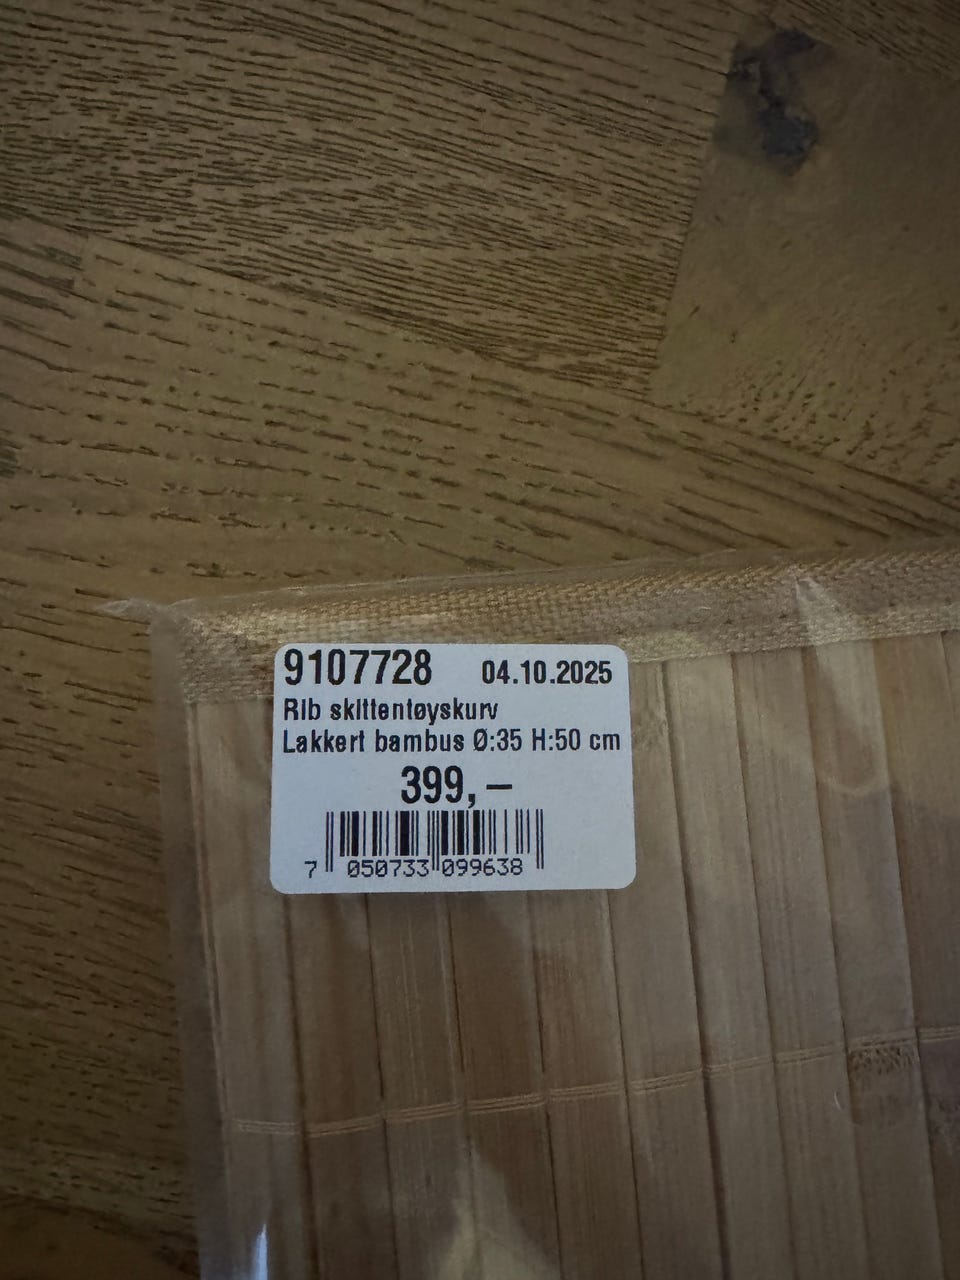 9107728 04.10.2025
Rib skittentøyskurv
Lakkert bambus Ø:35 H:50 cm
399,–
7 050733 099638